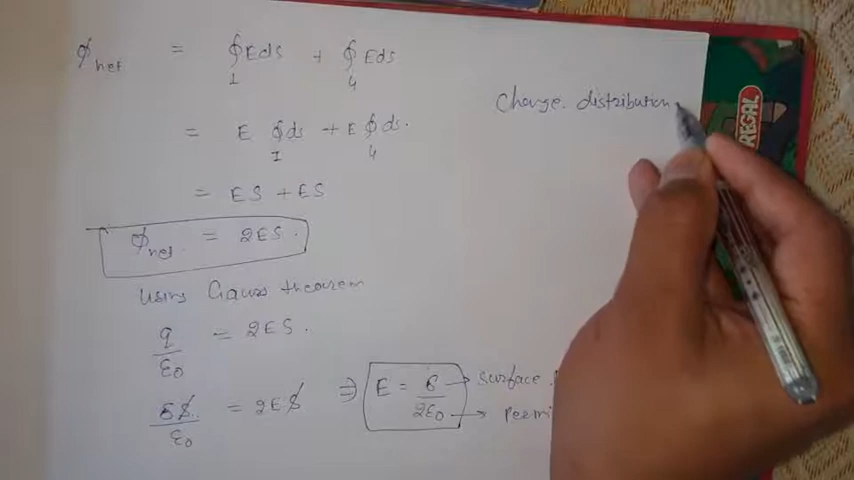 ϕnet = ∮Eds + ∮Eds
1 4
= E ∮ds + E ∮ds.
1 4
= ES + ES
ϕnet = 2ES.
Using Gauss theorem
q/ε0 = 2ES.
σS/ε0 = 2ES ⇒ E = σ/2ε0
→ surface
→ Permi
Charge. distribution
Classmate